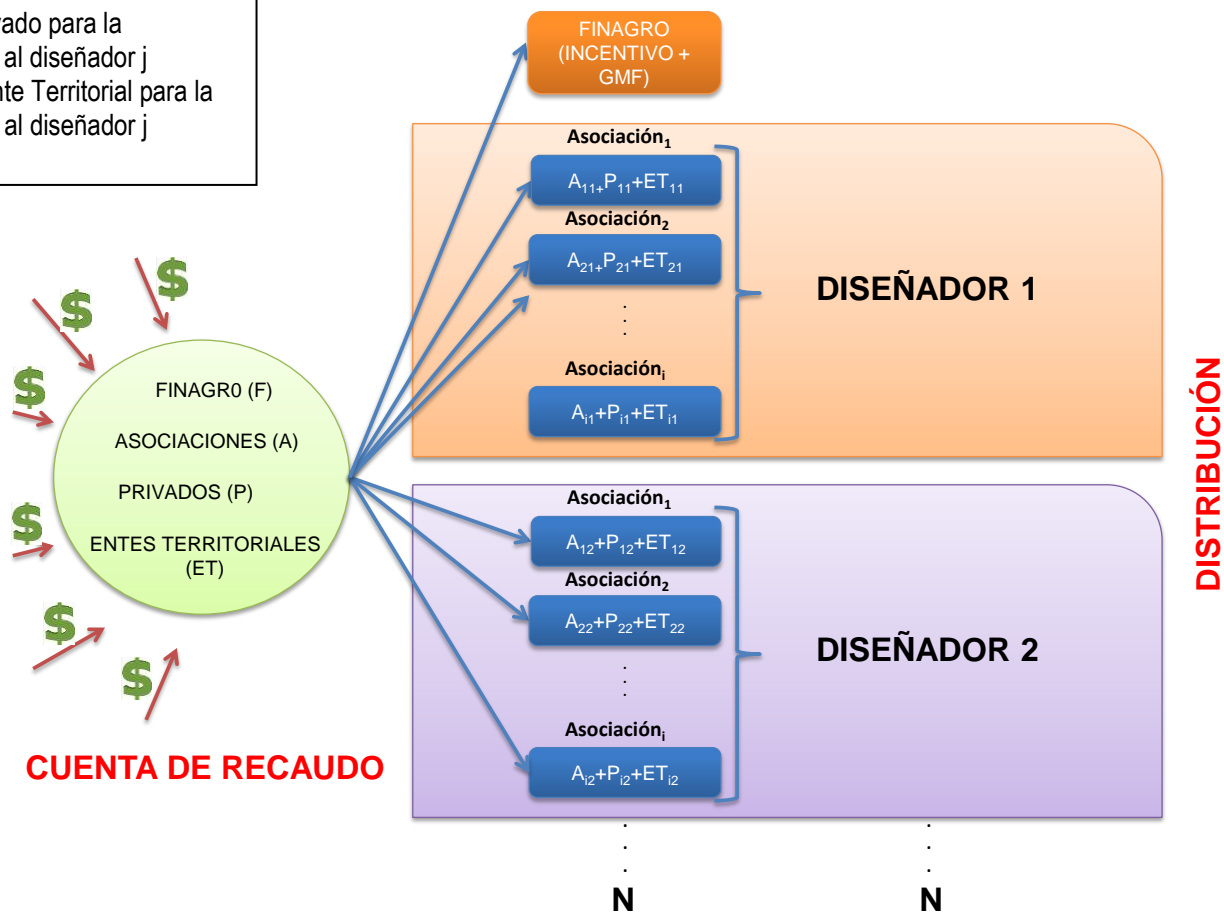 vado para la
al diseñador j
nte Territorial para la
al diseñador j
FINAGRO
(INCENTIVO +
GMF)
Asociación₁
A₁₁₊P₁₁+ET₁₁
Asociación₂
A₂₁₊P₂₁+ET₂₁
.
.
.
Asociaciónᵢ
Aᵢ₁+Pᵢ₁+ETᵢ₁
DISEÑADOR 1
$
$
$
$
$
$
FINAGR0 (F)
ASOCIACIONES (A)
PRIVADOS (P)
ENTES TERRITORIALES
(ET)
CUENTA DE RECAUDO
Asociación₁
A₁₂+P₁₂+ET₁₂
Asociación₂
A₂₂+P₂₂+ET₂₂
.
.
.
Asociaciónᵢ
Aᵢ₂+Pᵢ₂+ETᵢ₂
DISEÑADOR 2
DISTRIBUCIÓN
. .
. .
. .
N N